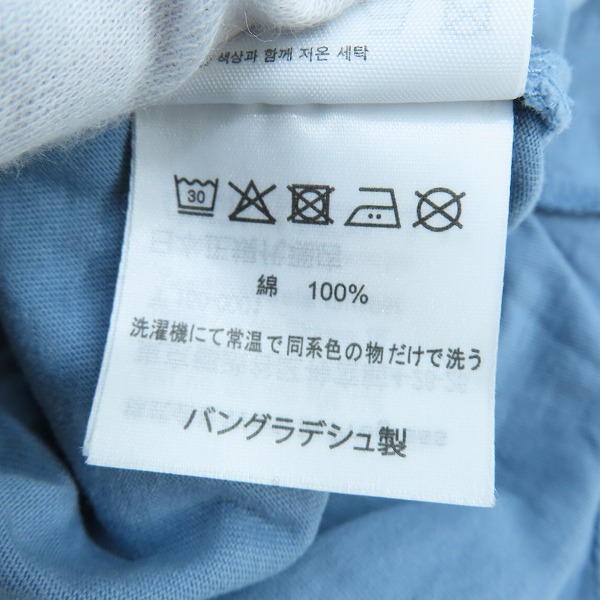 색상과 함께 저온 세탁
30
綿 100%
洗濯機にて常温で同系色の物だけで洗う
バングラデシュ製